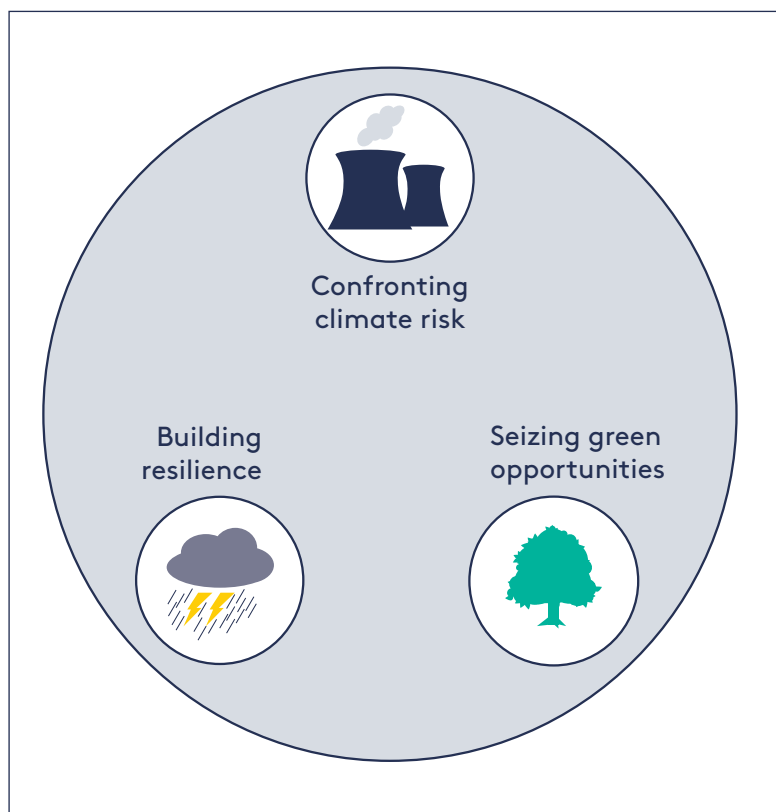 Confronting
climate risk
Building
resilience
Seizing green
opportunities